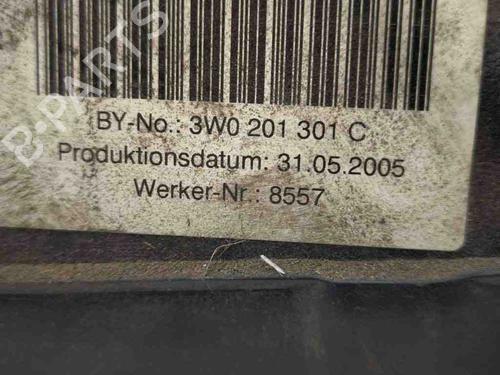 B-PARTS
BY-No.: 3W0 201 301 C
Produktionsdatum: 31.05.2005
Werker-Nr.: 8557